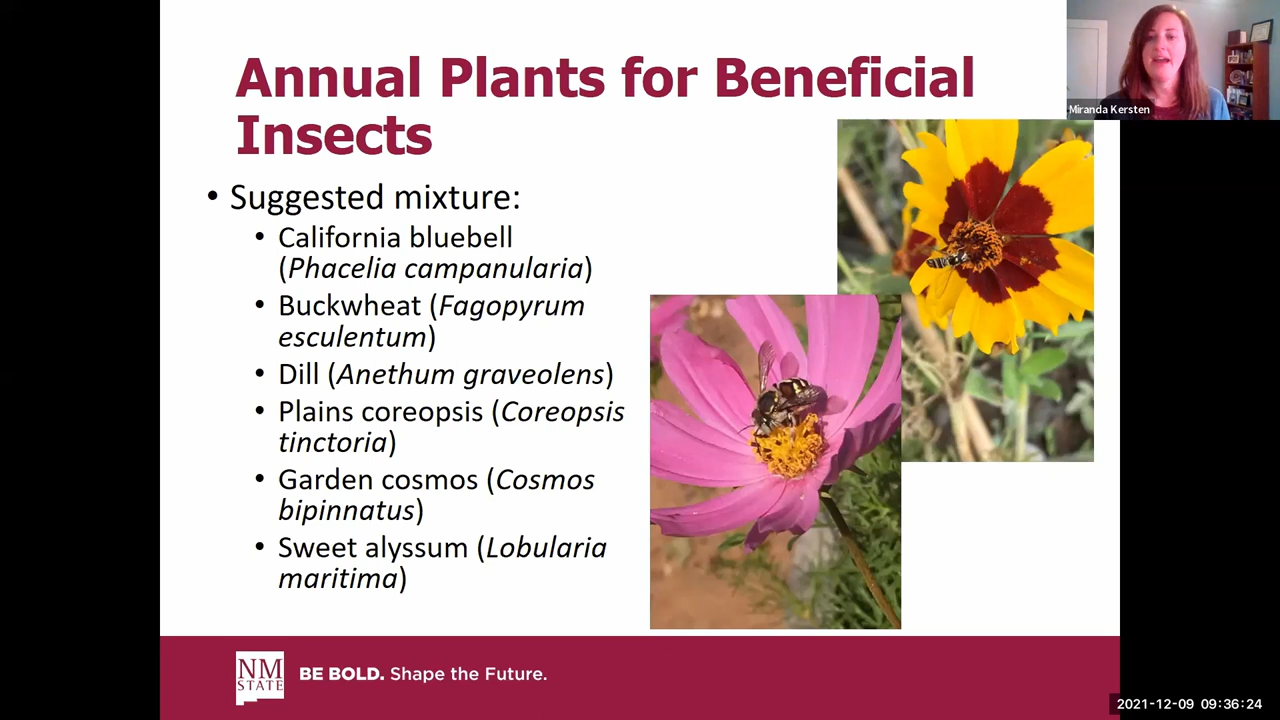 Annual Plants for Beneficial
Insects
• Suggested mixture:
• California bluebell
(Phacelia campanularia)
• Buckwheat (Fagopyrum
esculentum)
• Dill (Anethum graveolens)
• Plains coreopsis (Coreopsis
tinctoria)
• Garden cosmos (Cosmos
bipinnatus)
• Sweet alyssum (Lobularia
maritima)
Miranda Kersten
NM
STATE
BE BOLD. Shape the Future.
2021-12-09 09:36:24